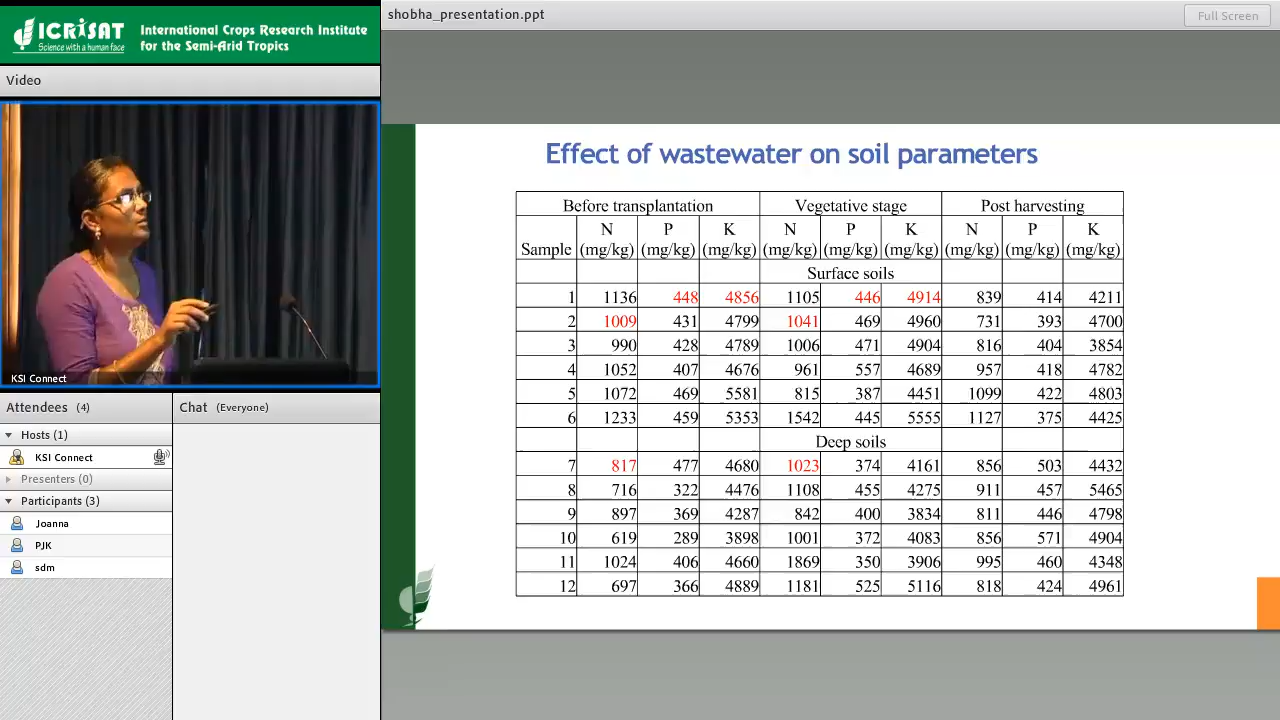 ICRISAT
Science with a human face
International Crops Research Institute
for the Semi-Arid Tropics
Video
KSI Connect
Attendees (4)
Hosts (1)
KSI Connect
Presenters (0)
Participants (3)
Joanna
PJK
sdm
Chat (Everyone)
shobha_presentation.ppt
Full Screen
Effect of wastewater on soil parameters
Before transplantation Vegetative stage Post harvesting
Sample N (mg/kg) P (mg/kg) K (mg/kg) N (mg/kg) P (mg/kg) K (mg/kg) N (mg/kg) P (mg/kg) K (mg/kg)
Surface soils
1 1136 448 4856 1105 446 4914 839 414 4211
2 1009 431 4799 1041 469 4960 731 393 4700
3 990 428 4789 1006 471 4904 816 404 3854
4 1052 407 4676 961 557 4689 957 418 4782
5 1072 469 5581 815 387 4451 1099 422 4803
6 1233 459 5353 1542 445 5555 1127 375 4425
Deep soils
7 817 477 4680 1023 374 4161 856 503 4432
8 716 322 4476 1108 455 4275 911 457 5465
9 897 369 4287 842 400 3834 811 446 4798
10 619 289 3898 1001 372 4083 856 571 4904
11 1024 406 4660 1869 350 3906 995 460 4348
12 697 366 4889 1181 525 5116 818 424 4961